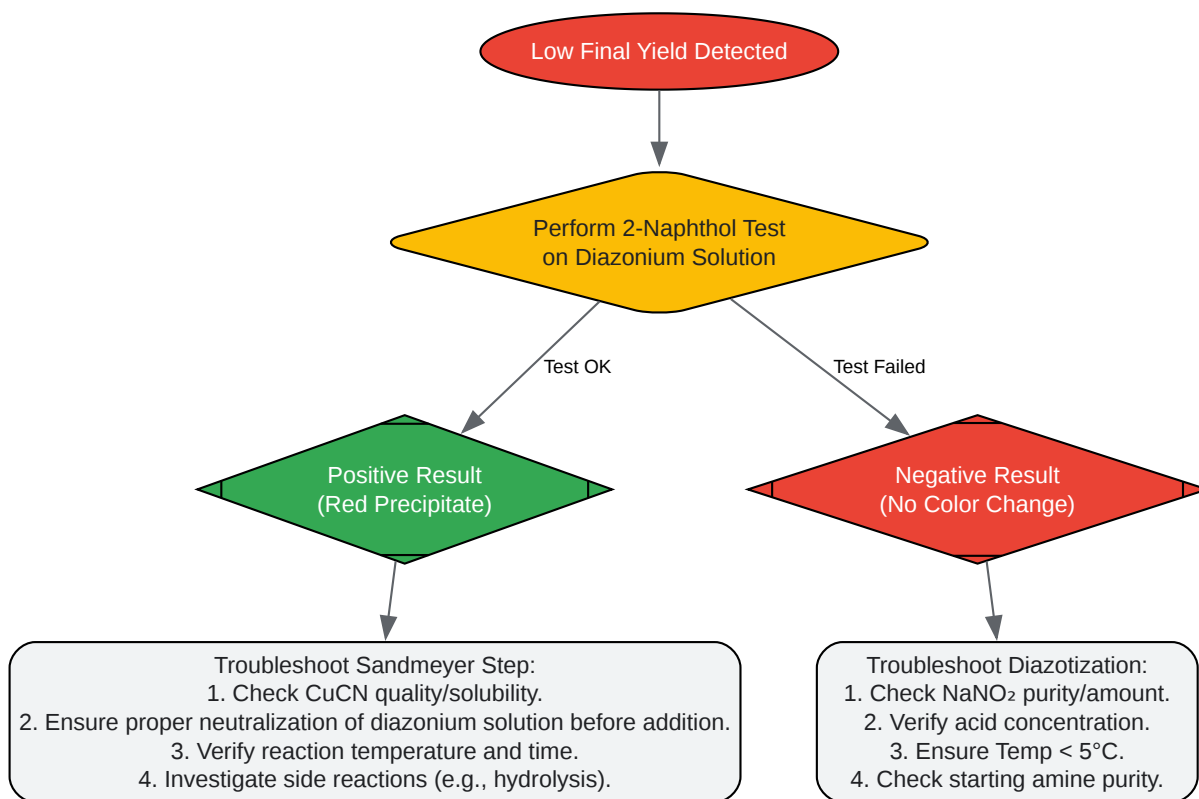 Low Final Yield Detected
Perform 2-Naphthol Test
on Diazonium Solution
Test OK
Test Failed
Positive Result
(Red Precipitate)
Negative Result
(No Color Change)
Troubleshoot Sandmeyer Step:
1. Check CuCN quality/solubility.
2. Ensure proper neutralization of diazonium solution before addition.
3. Verify reaction temperature and time.
4. Investigate side reactions (e.g., hydrolysis).
Troubleshoot Diazotization:
1. Check NaNO₂ purity/amount.
2. Verify acid concentration.
3. Ensure Temp < 5°C.
4. Check starting amine purity.